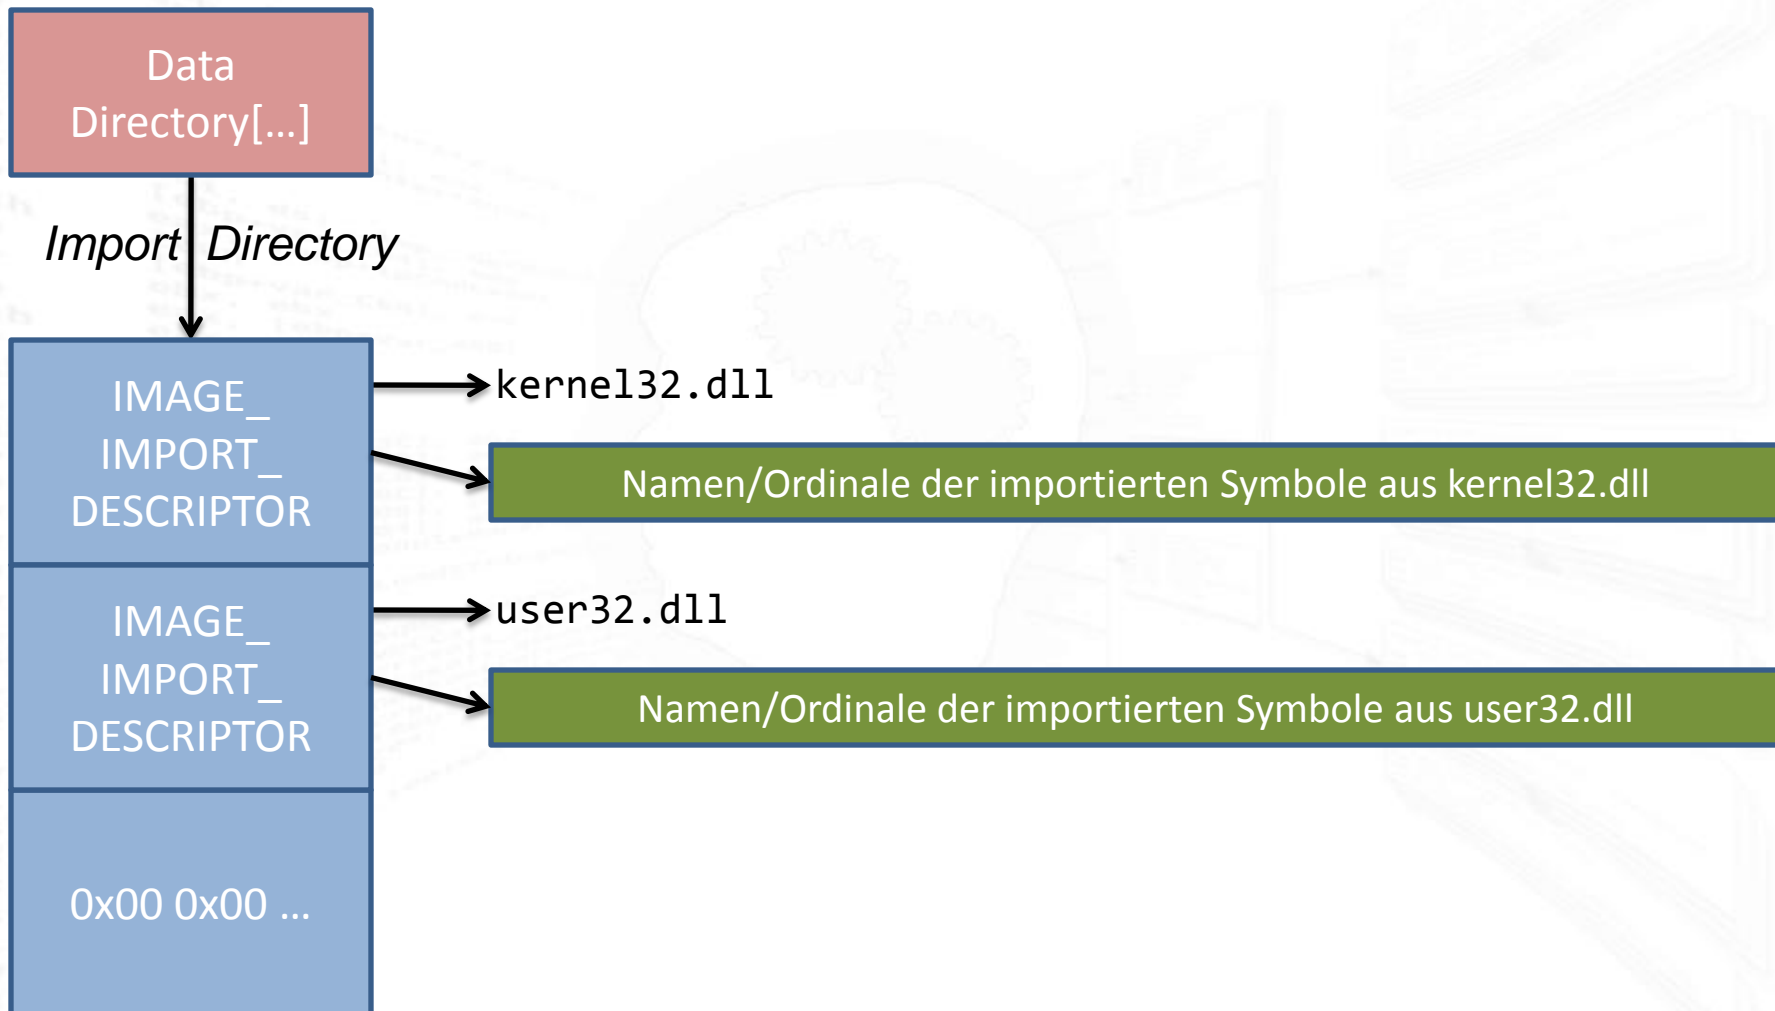 Data
Directory[…]
Import Directory
IMAGE_
IMPORT_
DESCRIPTOR
kernel32.dll
Namen/Ordinale der importierten Symbole aus kernel32.dll
IMAGE_
IMPORT_
DESCRIPTOR
user32.dll
Namen/Ordinale der importierten Symbole aus user32.dll
0x00 0x00 …